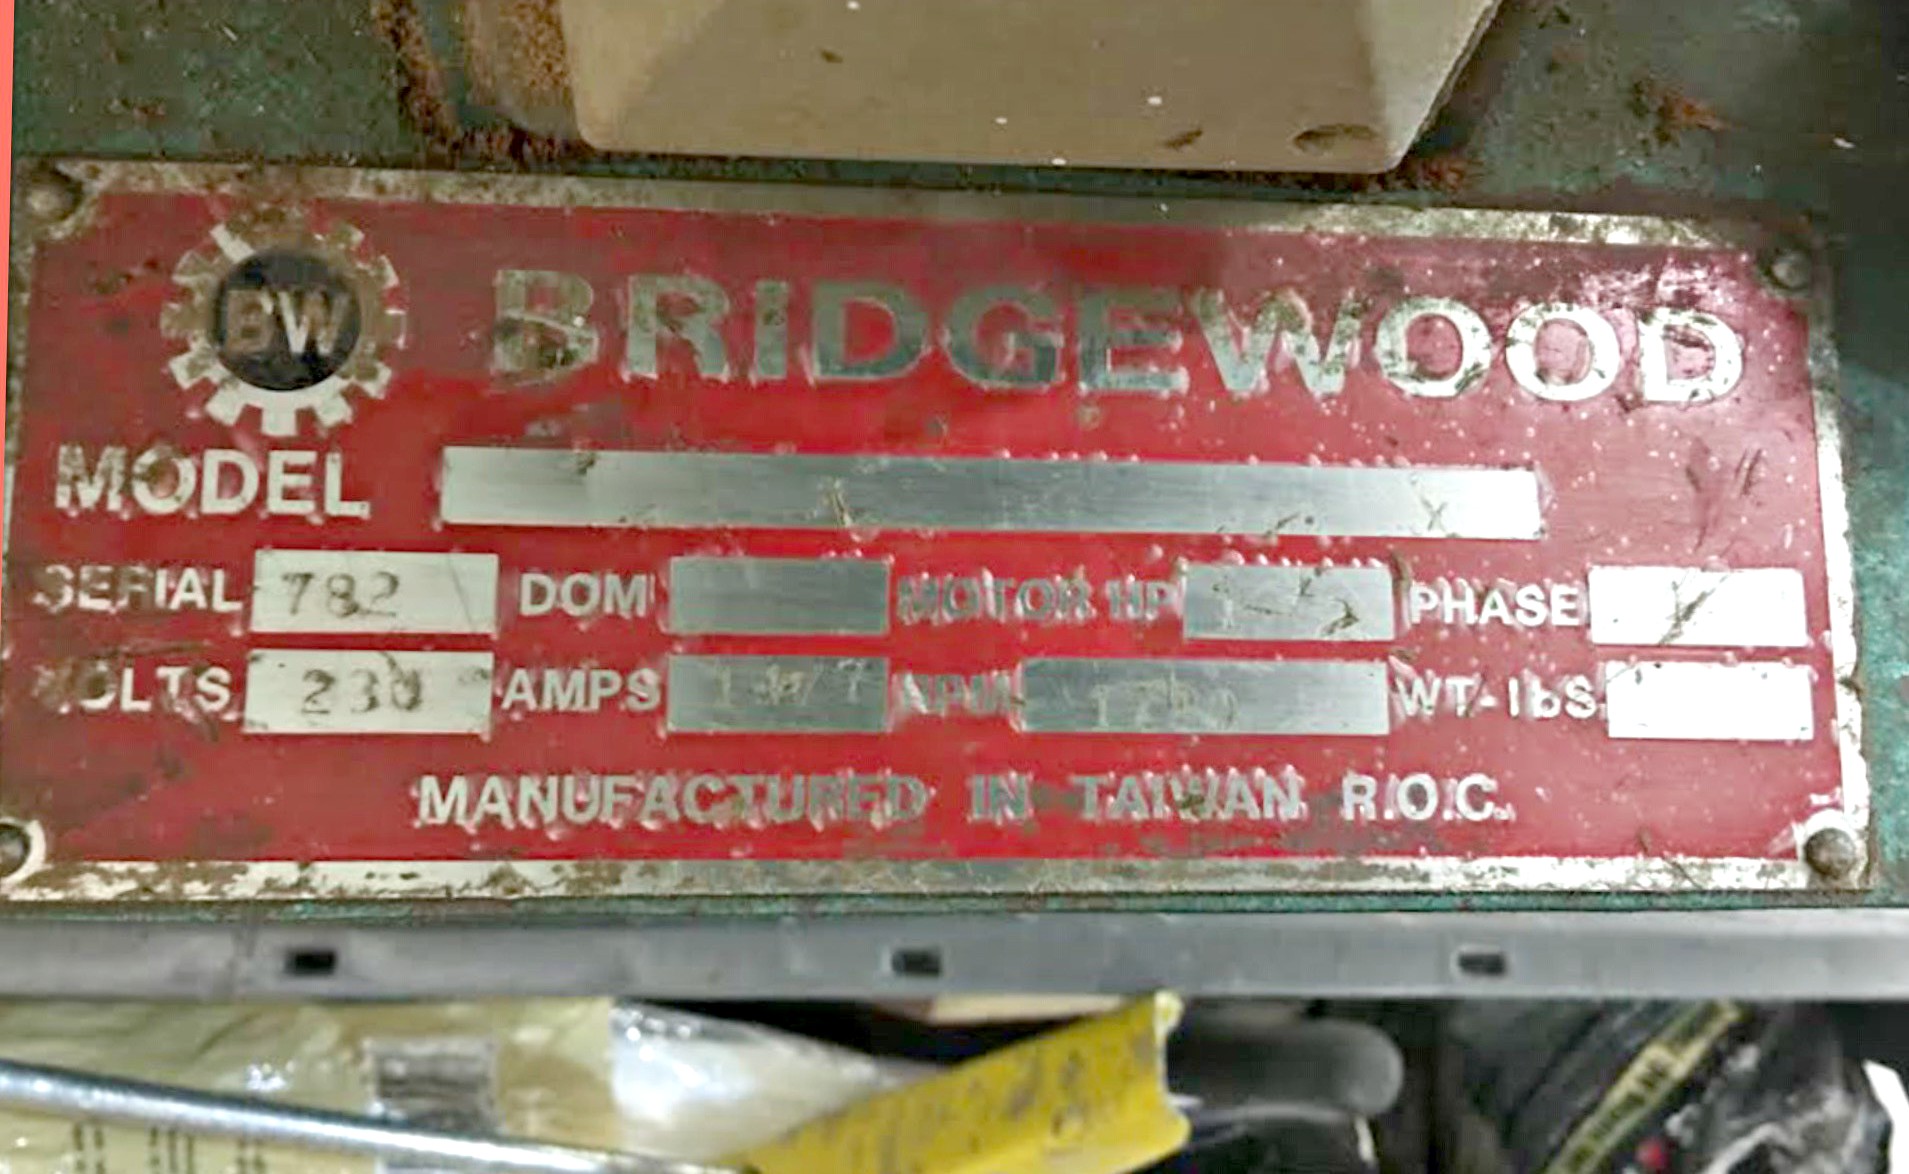 BW BRIDGEWOOD
MODEL
SERIAL 782 DOM MOTOR HP PHASE
VOLTS 230 AMPS RPM WT-lbS
MANUFACTURED IN TAIWAN R.O.C.